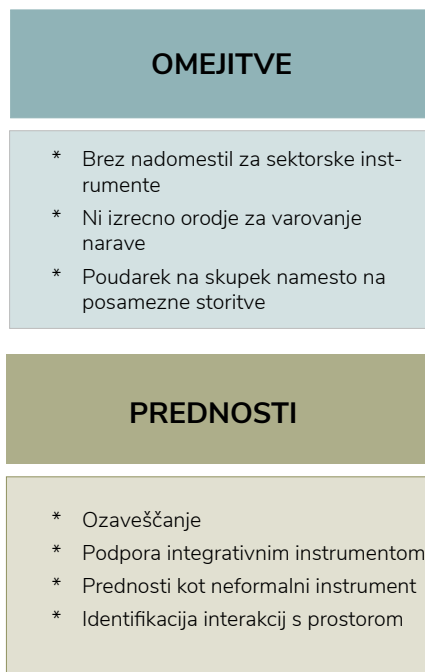 OMEJITVE
* Brez nadomestil za sektorske inst-
rumente
* Ni izrecno orodje za varovanje
narave
* Poudarek na skupek namesto na
posamezne storitve
PREDNOSTI
* Ozaveščanje
* Podpora integrativnim instrumentom
* Prednosti kot neformalni instrument
* Identifikacija interakcij s prostorom